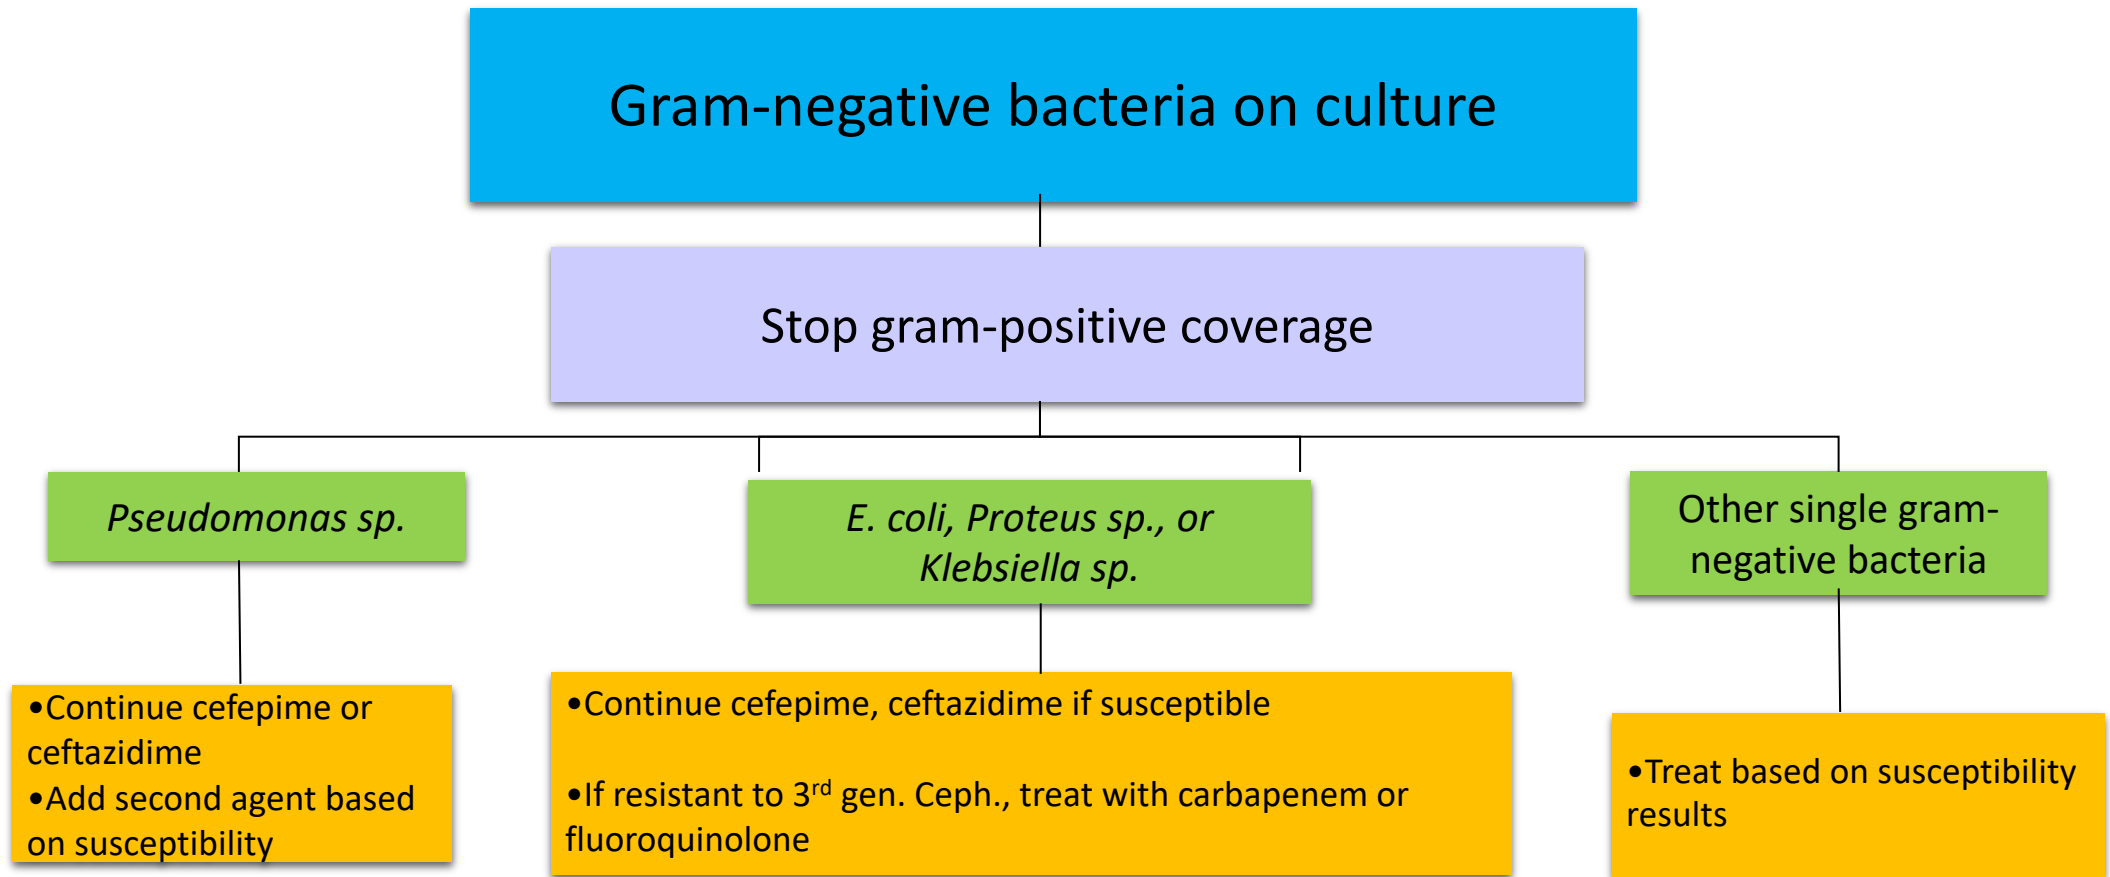 Gram-negative bacteria on culture
Stop gram-positive coverage
Pseudomonas sp.
E. coli, Proteus sp., or
Klebsiella sp.
Other single gram-
negative bacteria
•Continue cefepime or
ceftazidime
•Add second agent based
on susceptibility
•Continue cefepime, ceftazidime if susceptible
•If resistant to 3rd gen. Ceph., treat with carbapenem or
fluoroquinolone
•Treat based on susceptibility
results